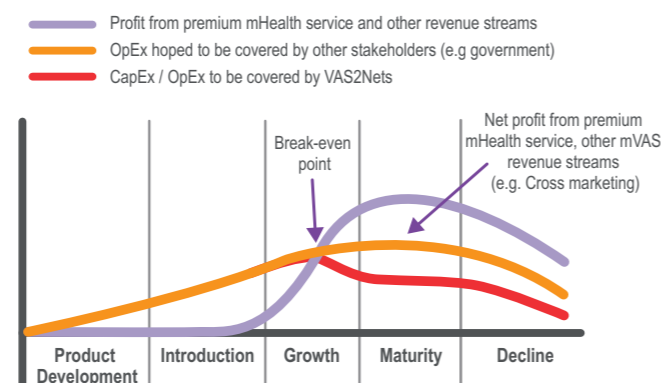 Profit from premium mHealth service and other revenue streams
OpEx hoped to be covered by other stakeholders (e.g government)
CapEx / OpEx to be covered by VAS2Nets
Net profit from premium
mHealth service, other mVAS
revenue streams
(e.g. Cross marketing)
Break-even
point
Product
Development
Introduction
Growth
Maturity
Decline